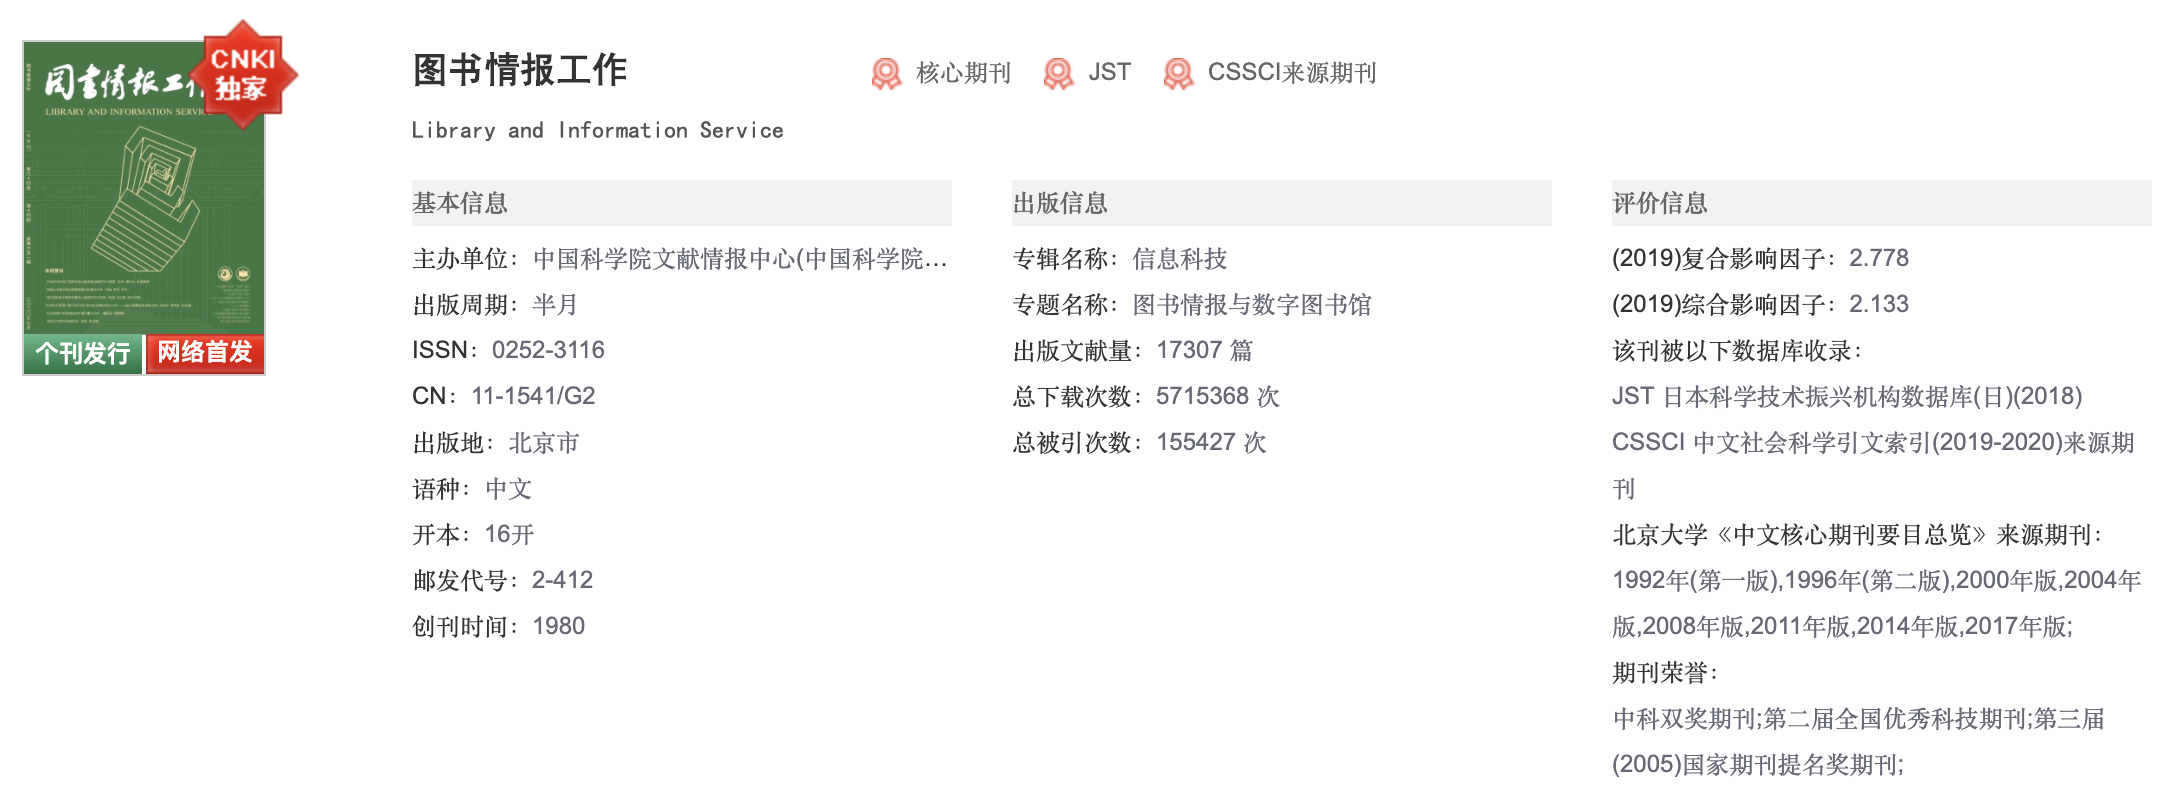 CNKI
独家
图书情报工作
LIBRARY AND INFORMATION SERVIC
个刊发行
网络首发
图书情报工作
核心期刊
JST
CSSCI来源期刊
Library and Information Service
基本信息
主办单位：中国科学院文献情报中心(中国科学院…
出版周期：半月
ISSN：0252-3116
CN：11-1541/G2
出版地：北京市
语种：中文
开本：16开
邮发代号：2-412
创刊时间：1980
出版信息
专辑名称：信息科技
专题名称：图书情报与数字图书馆
出版文献量：17307 篇
总下载次数：5715368 次
总被引次数：155427 次
评价信息
(2019)复合影响因子：2.778
(2019)综合影响因子：2.133
该刊被以下数据库收录：
JST 日本科学技术振兴机构数据库(日)(2018)
CSSCI 中文社会科学引文索引(2019-2020)来源期
刊
北京大学《中文核心期刊要目总览》来源期刊：
1992年(第一版),1996年(第二版),2000年版,2004年
版,2008年版,2011年版,2014年版,2017年版;
期刊荣誉：
中科双奖期刊;第二届全国优秀科技期刊;第三届
(2005)国家期刊提名奖期刊;